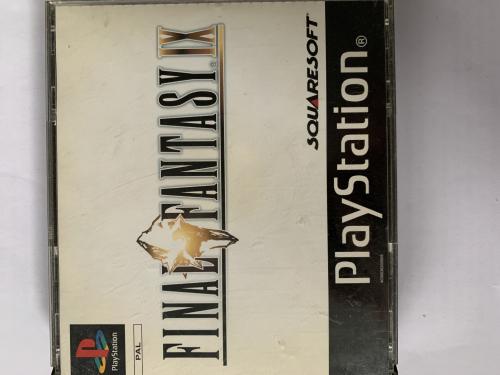 PlayStation®
SQUARESOFT®
FINAL FANTASY® IX
PlayStation
PAL